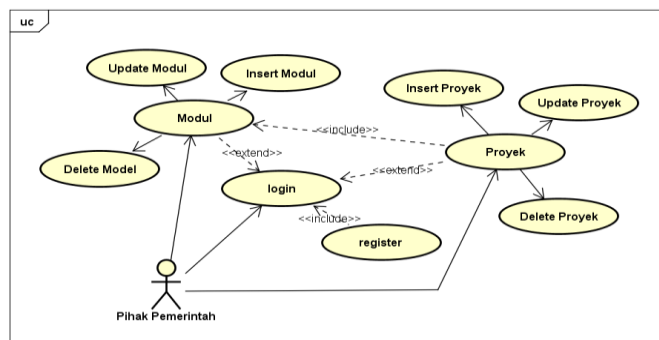 uc
Update Modul
Insert Modul
Insert Proyek
Update Proyek
Modul
<<include>>
Proyek
<<extend>>
Delete Model
<<extend>>
login
Delete Proyek
<<include>>
register
Pihak Pemerintah